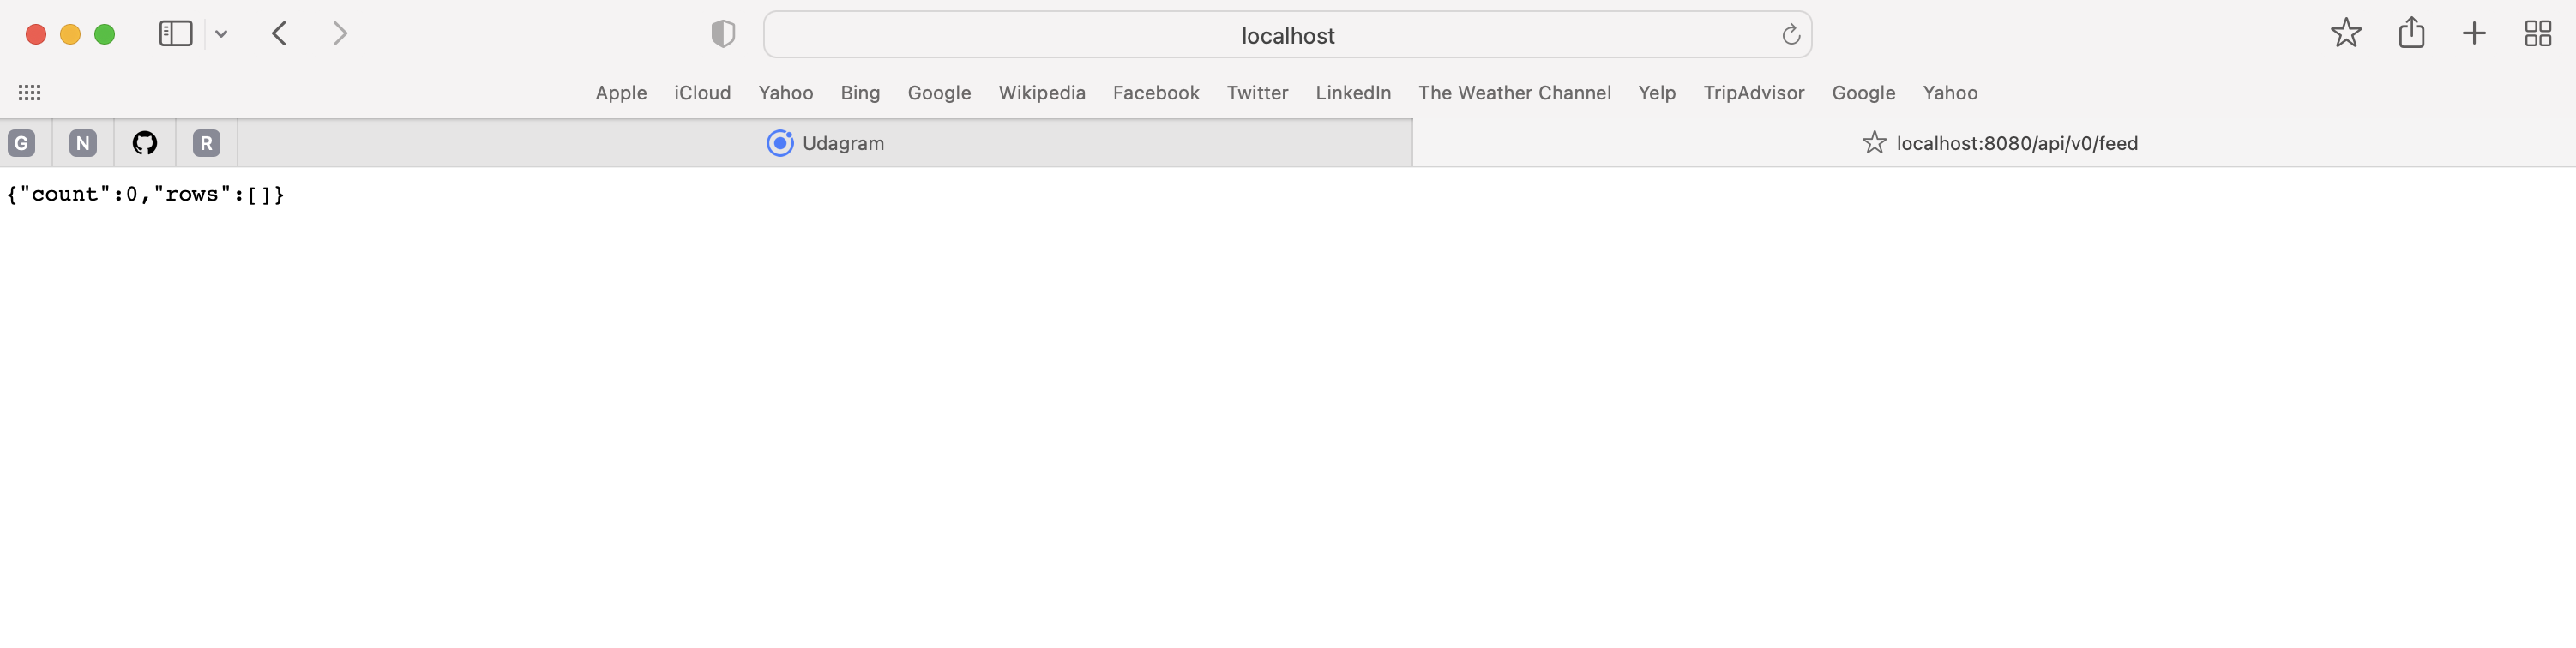 localhost
Apple iCloud Yahoo Bing Google Wikipedia Facebook Twitter LinkedIn The Weather Channel Yelp TripAdvisor Google Yahoo
G N R Udagram localhost:8080/api/v0/feed
{"count":0,"rows":[]}